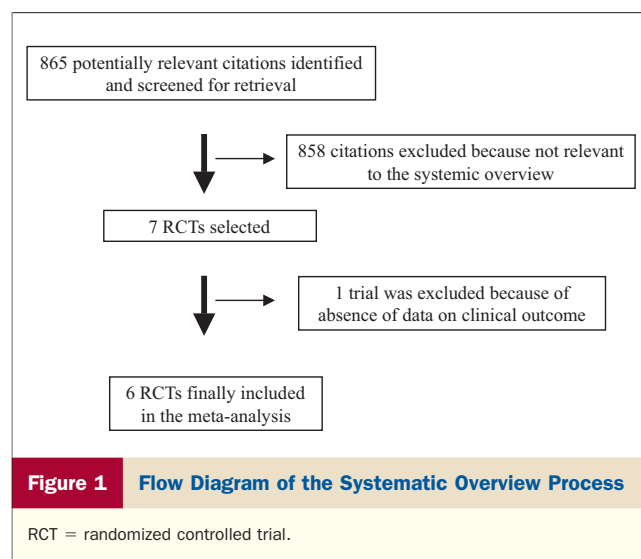 865 potentially relevant citations identified
and screened for retrieval
858 citations excluded because not relevant
to the systemic overview
7 RCTs selected
1 trial was excluded because of
absence of data on clinical outcome
6 RCTs finally included
in the meta-analysis
Figure 1 Flow Diagram of the Systematic Overview Process
RCT = randomized controlled trial.